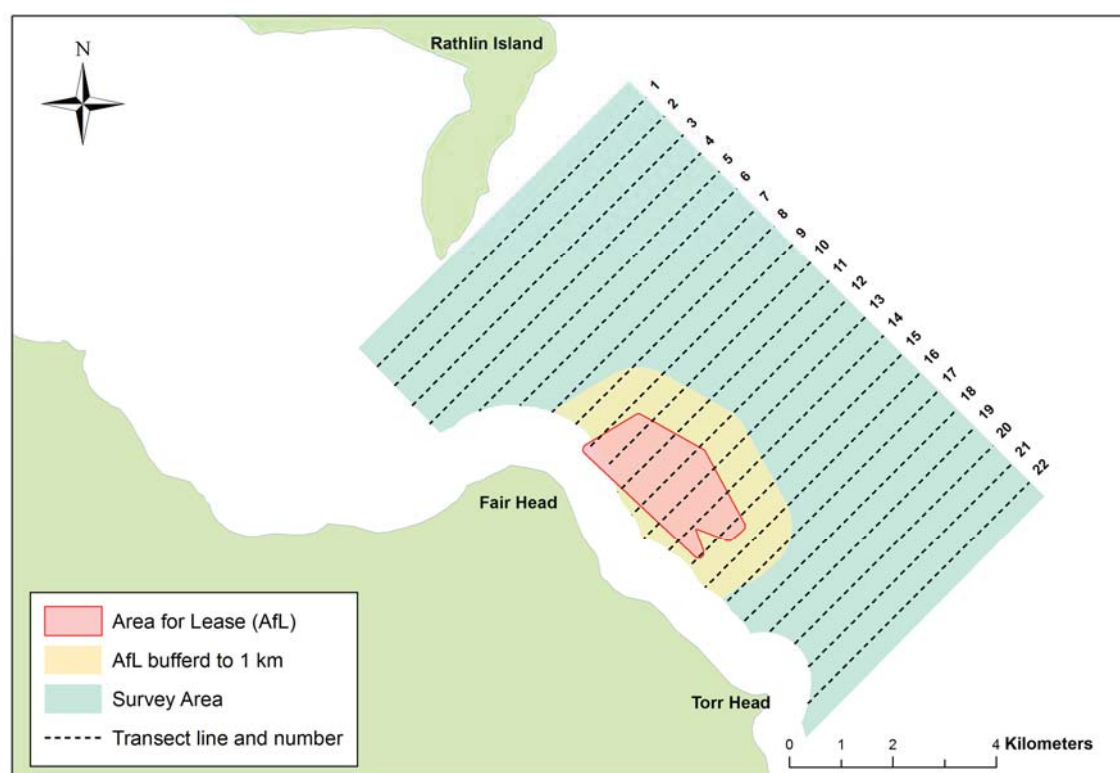 Rathlin Island
N
1
2
3
4
5
6
7
8
9
10
11
12
13
14
15
16
17
18
19
20
21
22
Fair Head
Torr Head
Area for Lease (AfL)
AfL bufferd to 1 km
Survey Area
Transect line and number
0 1 2 4 Kilometers